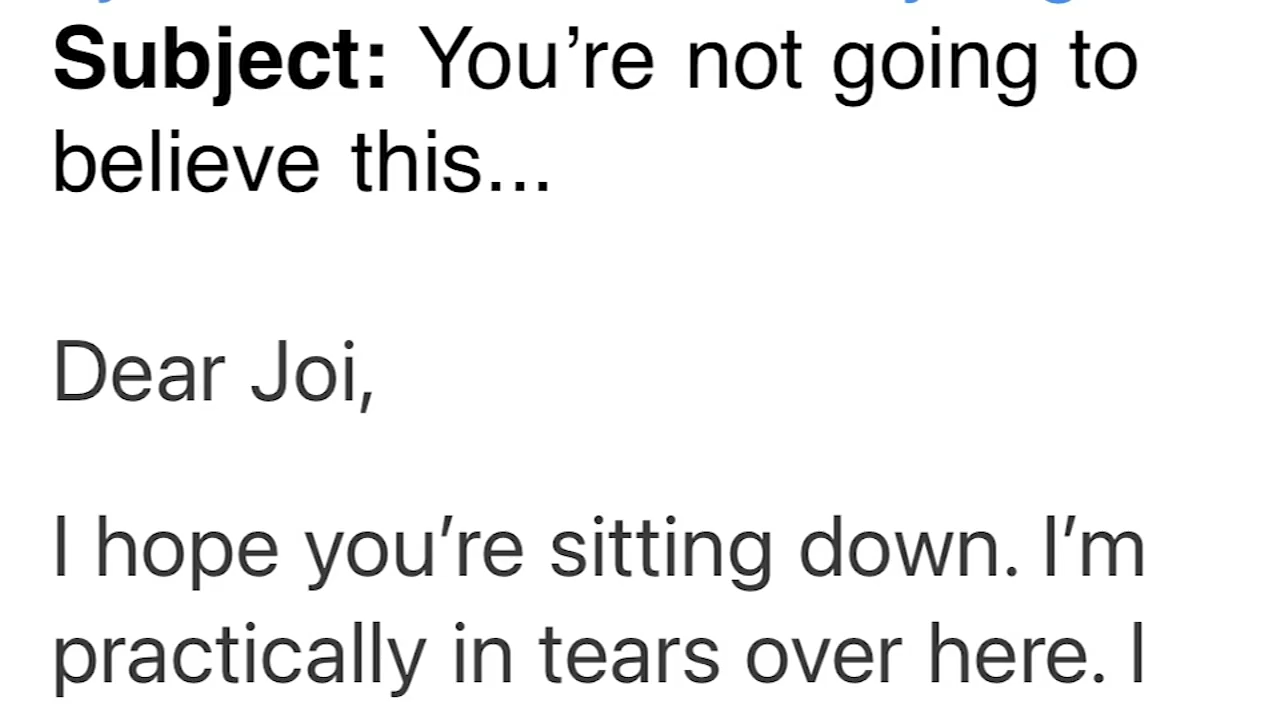 Subject: You’re not going to
believe this...
Dear Joi,
I hope you’re sitting down. I’m
practically in tears over here. I